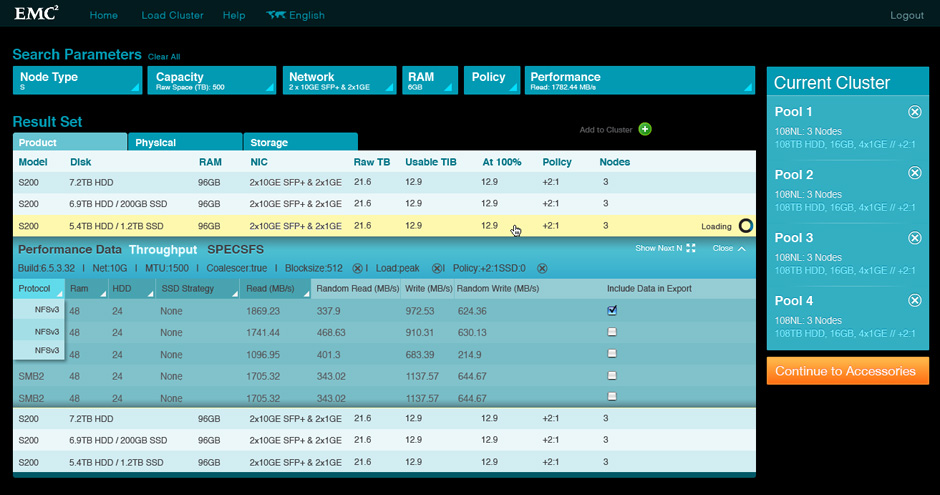 EMC² Home Load Cluster Help English Logout
Search Parameters Clear All
Node Type
S
Capacity
Raw Space (TB): 500
Network
2 x 10GE SFP+ & 2x1GE
RAM
6GB
Policy
Performance
Read: 1782.44 MB/s
Result Set
Add to Cluster
Product Physical Storage
Model Disk RAM NIC Raw TB Usable TIB At 100% Policy Nodes
S200 7.2TB HDD 96GB 2x10GE SFP+ & 2x1GE 21.6 12.9 12.9 +2:1 3
S200 6.9TB HDD / 200GB SSD 96GB 2x10GE SFP+ & 2x1GE 21.6 12.9 12.9 +2:1 3
S200 5.4TB HDD / 1.2TB SSD 96GB 2x10GE SFP+ & 2x1GE 21.6 12.9 12.9 +2:1 3 Loading
Performance Data Throughput SPECSFS Show Next N Close
Build:6.5.3.32 | Net:10G | MTU:1500 | Coalescer:true | Blocksize:512 | Load:peak | Policy:+2:1SSD:0
Protocol Ram HDD SSD Strategy Read (MB/s) Random Read (MB/s) Write (MB/s) Random Write (MB/s) Include Data in Export
NFSv3 48 24 None 1869.23 337.9 972.53 624.36
NFSv3 48 24 None 1741.44 468.63 910.31 630.13
NFSv3 48 24 None 1096.95 401.3 683.39 214.9
SMB2 48 24 None 1705.32 343.02 1137.57 644.67
SMB2 48 24 None 1705.32 343.02 1137.57 644.67
S200 7.2TB HDD 96GB 2x10GE SFP+ & 2x1GE 21.6 12.9 12.9 +2:1 3
S200 6.9TB HDD / 200GB SSD 96GB 2x10GE SFP+ & 2x1GE 21.6 12.9 12.9 +2:1 3
S200 5.4TB HDD / 1.2TB SSD 96GB 2x10GE SFP+ & 2x1GE 21.6 12.9 12.9 +2:1 3
Current Cluster
Pool 1
108NL: 3 Nodes
108TB HDD, 16GB, 4x1GE // +2:1
Pool 2
108NL: 3 Nodes
108TB HDD, 16GB, 4x1GE // +2:1
Pool 3
108NL: 3 Nodes
108TB HDD, 16GB, 4x1GE // +2:1
Pool 4
108NL: 3 Nodes
108TB HDD, 16GB, 4x1GE // +2:1
Continue to Accessories